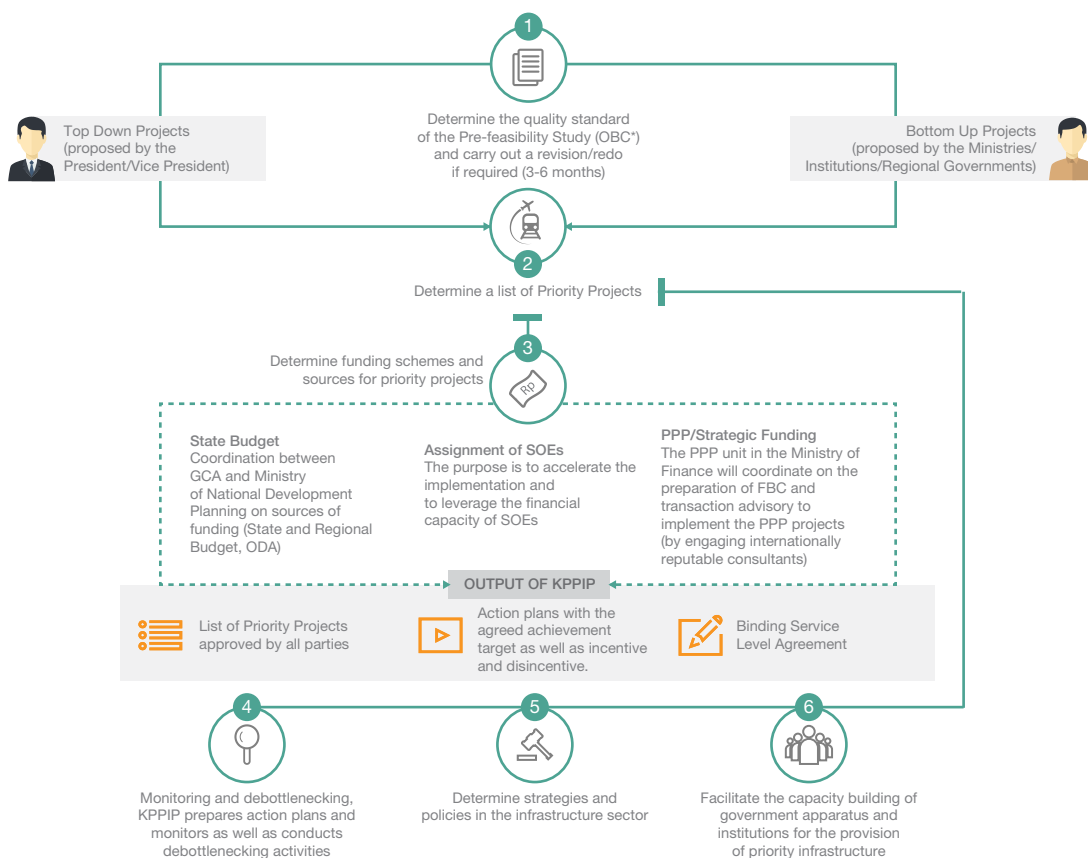 1
Top Down Projects
(proposed by the
President/Vice President)
Determine the quality standard
of the Pre-feasibility Study (OBC*)
and carry out a revision/redo
if required (3-6 months)
Bottom Up Projects
(proposed by the Ministries/
Institutions/Regional Governments)
2
Determine a list of Priority Projects
3
Determine funding schemes and
sources for priority projects
Rp
State Budget
Coordination between
GCA and Ministry
of National Development
Planning on sources of
funding (State and Regional
Budget, ODA)
Assignment of SOEs
The purpose is to accelerate the
implementation and
to leverage the financial
capacity of SOEs
PPP/Strategic Funding
The PPP unit in the Ministry of
Finance will coordinate on the
preparation of FBC and
transaction advisory to
implement the PPP projects
(by engaging internationally
reputable consultants)
OUTPUT OF KPPIP
List of Priority Projects
approved by all parties
Action plans with the
agreed achievement
target as well as incentive
and disincentive.
Binding Service
Level Agreement
4
Monitoring and debottlenecking,
KPPIP prepares action plans and
monitors as well as conducts
debottlenecking activities
5
Determine strategies and
policies in the infrastructure sector
6
Facilitate the capacity building of
government apparatus and
institutions for the provision
of priority infrastructure